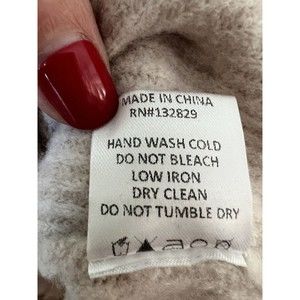 MADE IN CHINA
RN#132829
HAND WASH COLD
DO NOT BLEACH
LOW IRON
DRY CLEAN
DO NOT TUMBLE DRY